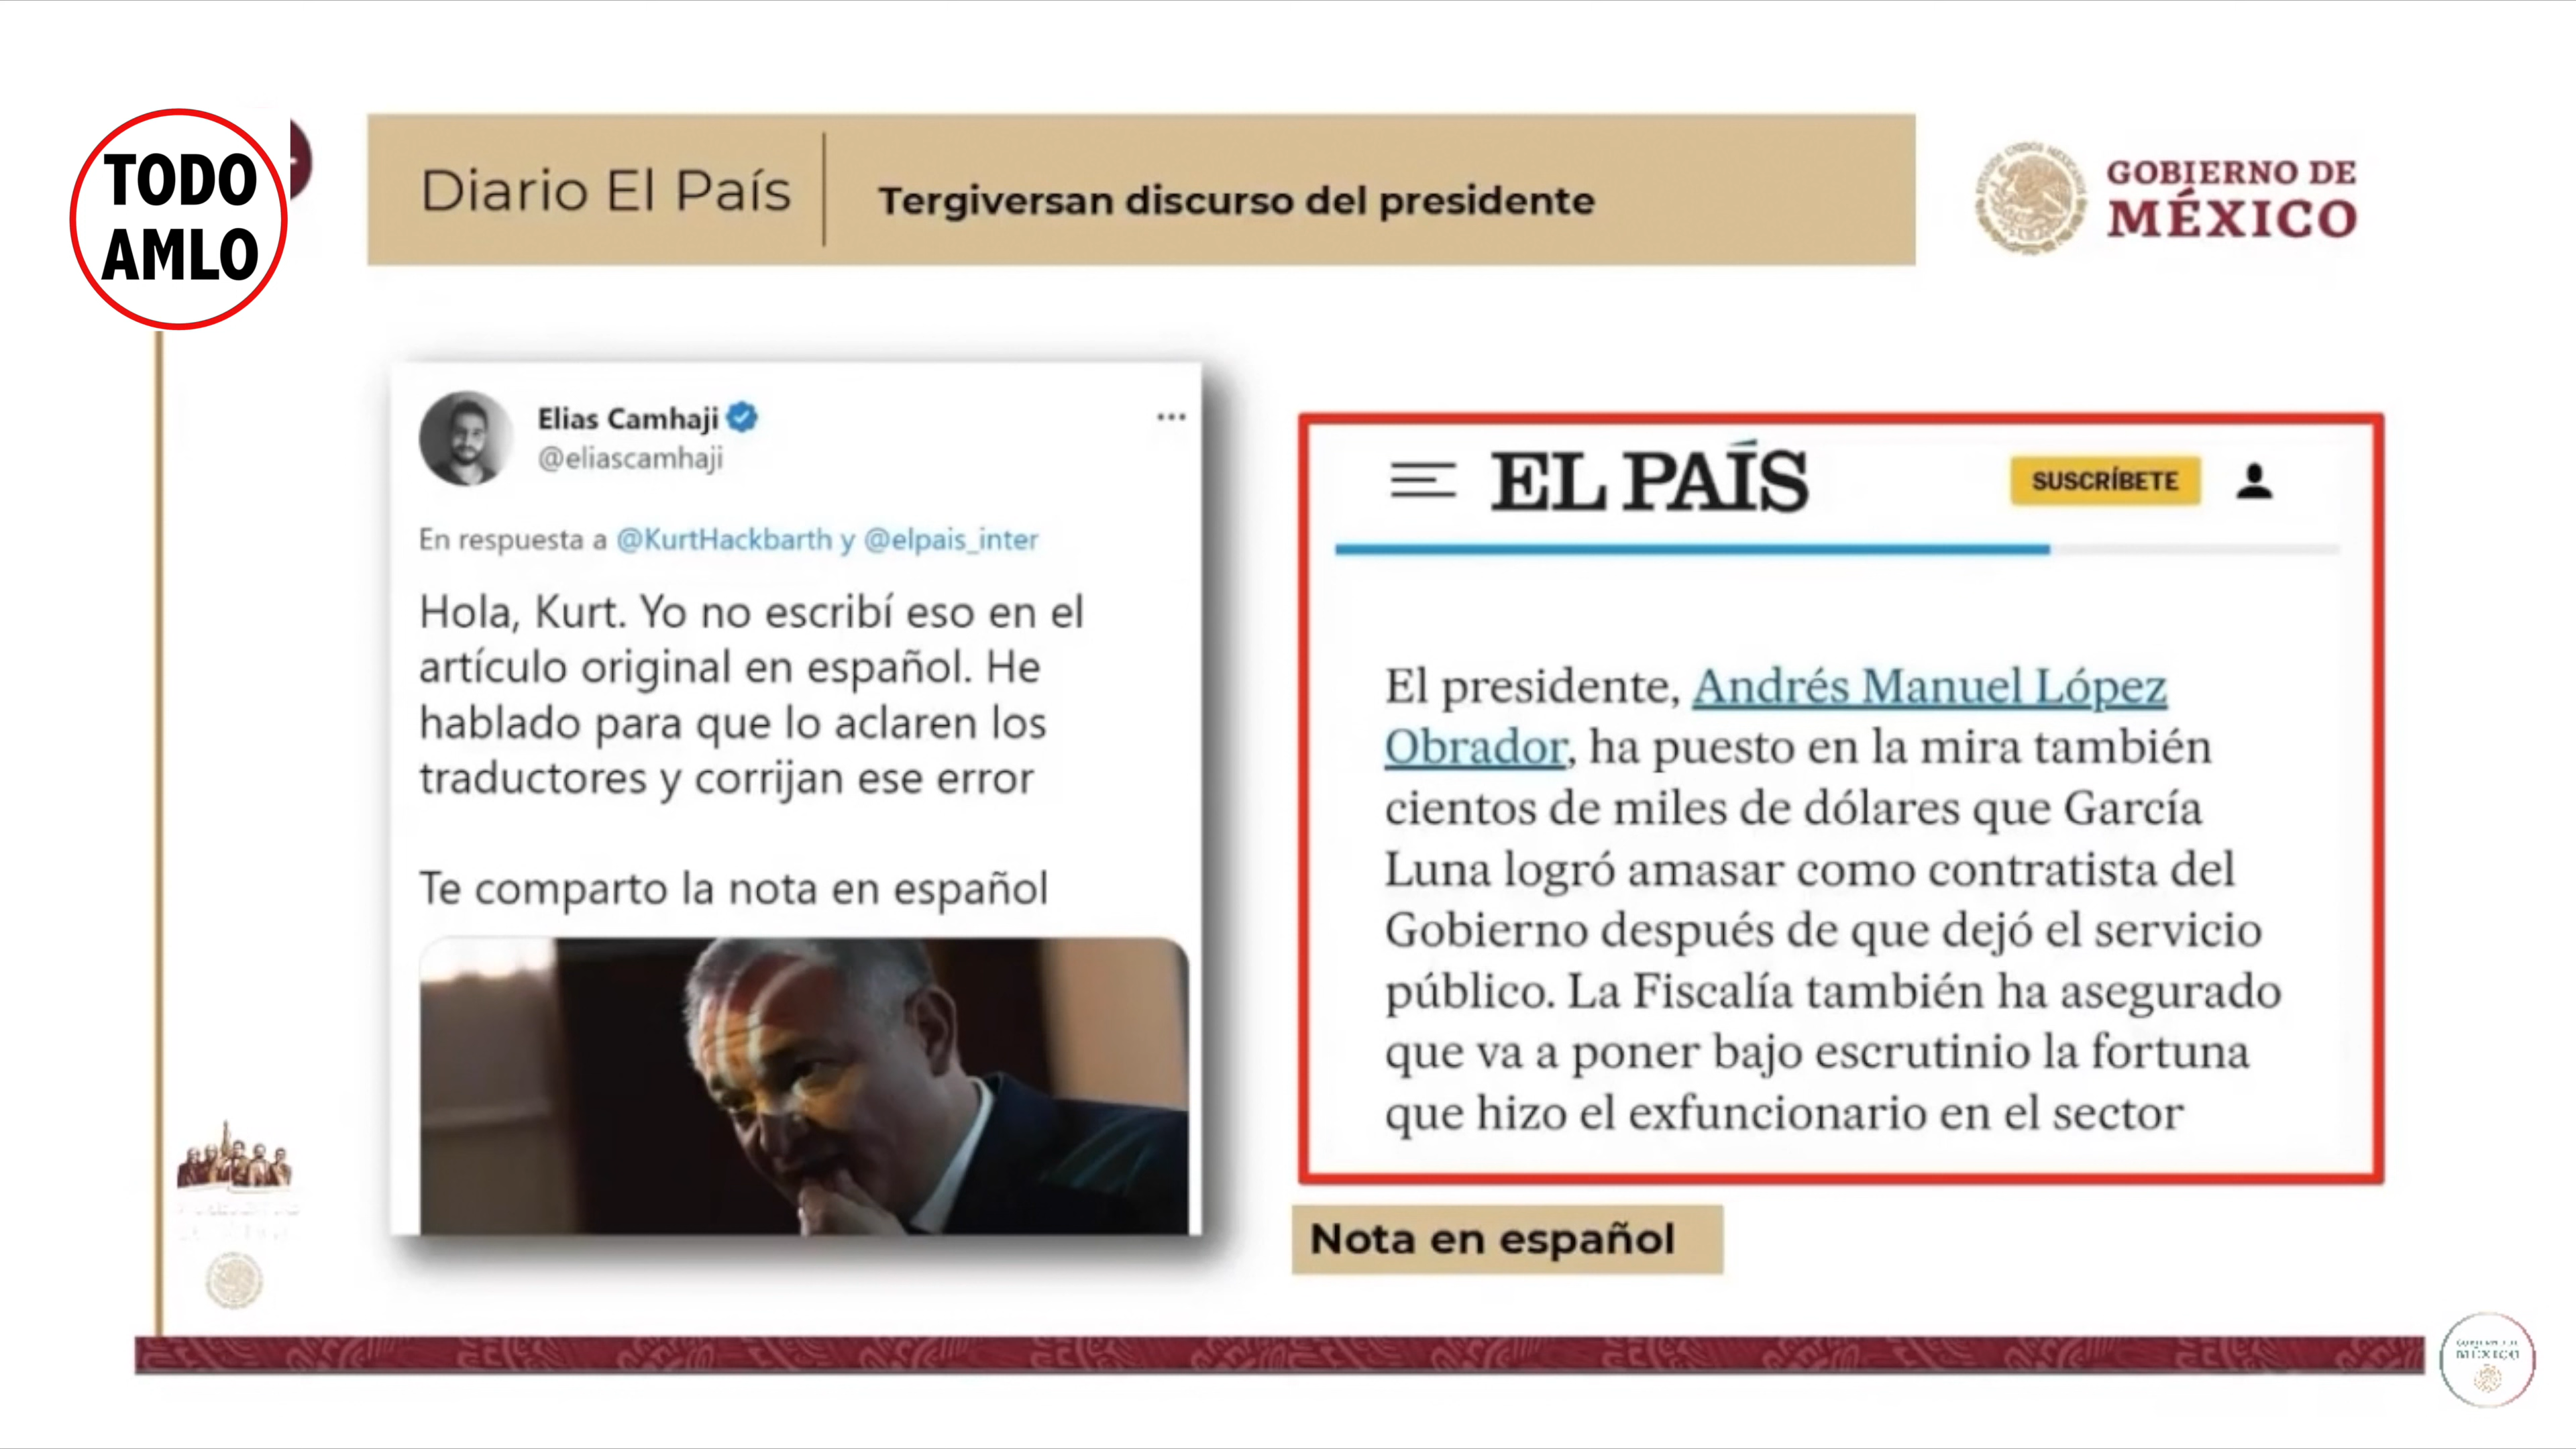 TODO
AMLO
Diario El País
Tergiversan discurso del presidente
GOBIERNO DE
MÉXICO
Elias Camhaji
@eliascamhaji
En respuesta a @KurtHackbarth y @elpais_inter
Hola, Kurt. Yo no escribí eso en el
artículo original en español. He
hablado para que lo aclaren los
traductores y corrijan ese error
Te comparto la nota en español
EL PAÍS
SUSCRÍBETE
El presidente, Andrés Manuel López
Obrador, ha puesto en la mira también
cientos de miles de dólares que García
Luna logró amasar como contratista del
Gobierno después de que dejó el servicio
público. La Fiscalía también ha asegurado
que va a poner bajo escrutinio la fortuna
que hizo el exfuncionario en el sector
Nota en español
MÉXICO